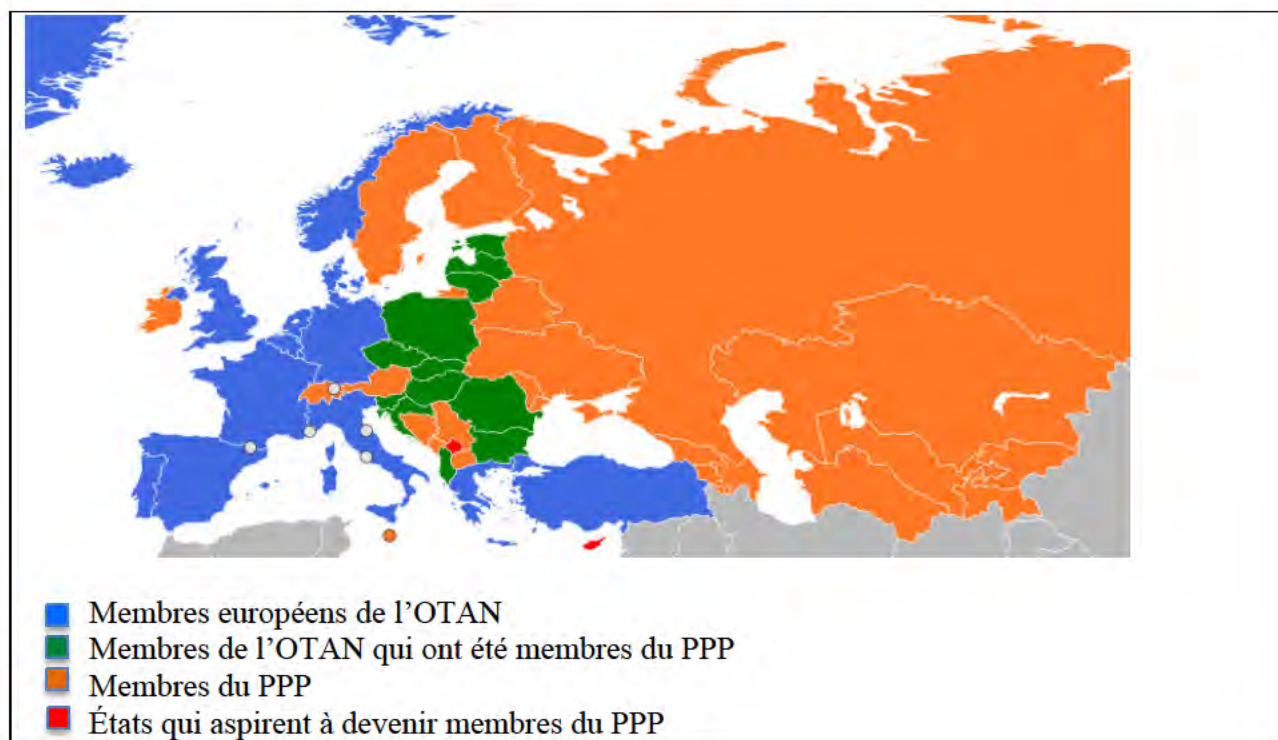 Membres européens de l’OTAN
Membres de l’OTAN qui ont été membres du PPP
Membres du PPP
États qui aspirent à devenir membres du PPP